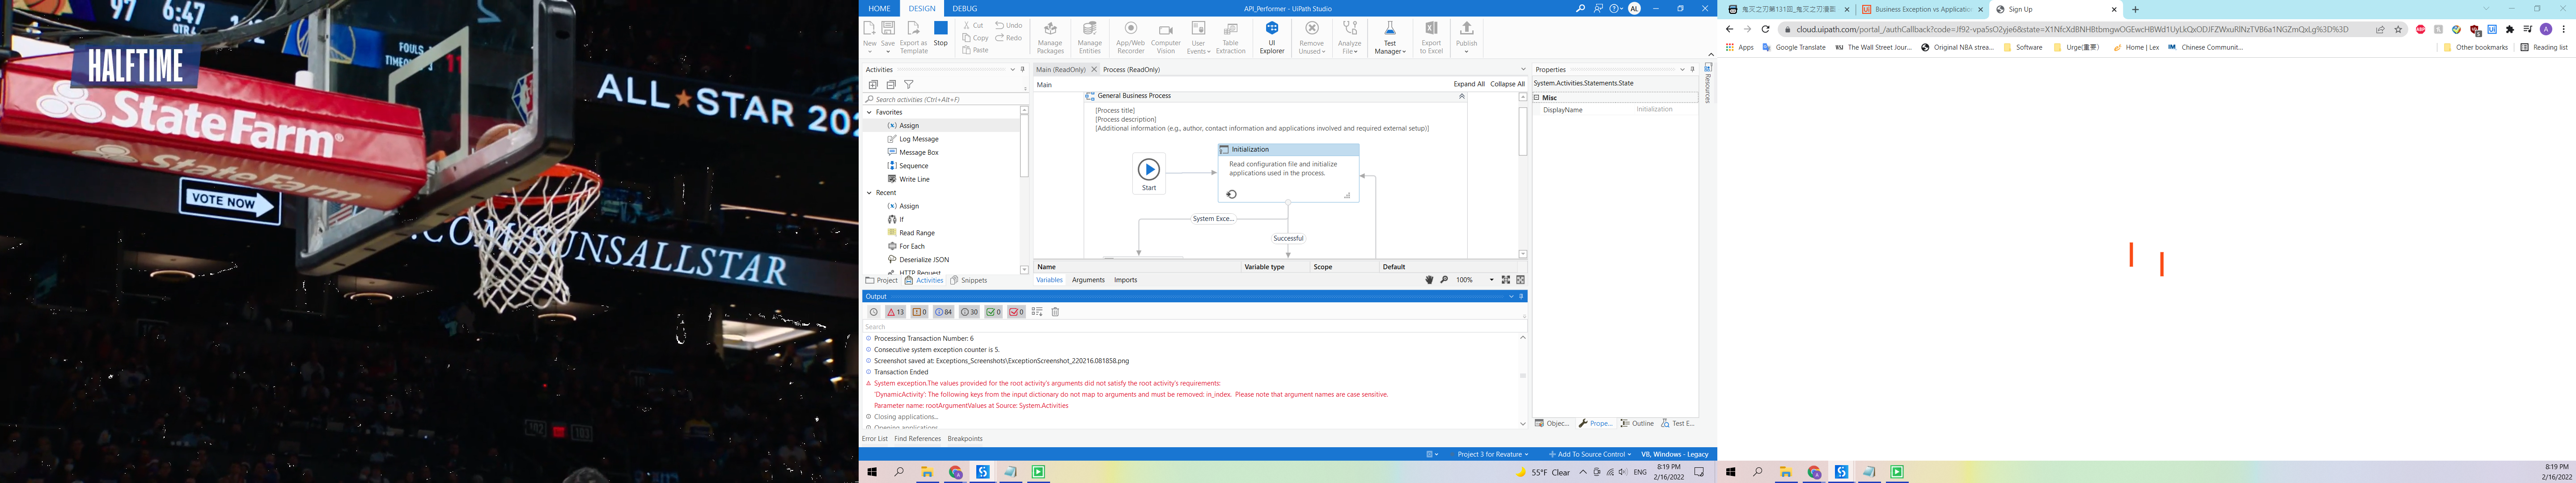 97
6:47
QTR 4
92
HALFTIME
FOULS
TIMEOUTS
StateFarm®
VOTE NOW
ALL★STAR 202
.COM/SUNSALLSTAR
102
103
HOME
DESIGN
DEBUG
API_Performer - UiPath Studio
AL
New
Save
Export as Template
Stop
Cut
Copy
Paste
Undo
Redo
Manage Packages
Manage Entities
App/Web Recorder
Computer Vision
User Events
Table Extraction
UI Explorer
Remove Unused
Analyze File
Test Manager
Export to Excel
Publish
Activities
Search activities (Ctrl+Alt+F)
Favorites
Assign
Log Message
Message Box
Sequence
Write Line
Recent
Assign
If
Read Range
For Each
Deserialize JSON
HTTP Request
Project
Activities
Snippets
Main (ReadOnly)
Process (ReadOnly)
Main
Expand All
Collapse All
General Business Process
[Process title]
[Process description]
[Additional information (e.g., author, contact information and applications involved and required external setup)]
Start
Initialization
Read configuration file and initialize
applications used in the process.
System Exce...
Successful
Name
Variable type
Scope
Default
Variables
Arguments
Imports
100%
Properties
System.Activities.Statements.State
Misc
DisplayName
Initialization
Resources
Objec...
Prope...
Outline
Test E...
Output
13
0
84
30
0
0
Search
Processing Transaction Number: 6
Consecutive system exception counter is 5.
Screenshot saved at: Exceptions_Screenshots\ExceptionScreenshot_220216.081858.png
Transaction Ended
System exception.The values provided for the root activity's arguments did not satisfy the root activity's requirements:
'DynamicActivity': The following keys from the input dictionary do not map to arguments and must be removed: in_index.  Please note that argument names are case sensitive.
Parameter name: rootArgumentValues at Source: System.Activities
Closing applications...
Opening applications...
Error List
Find References
Breakpoints
Project 3 for Revature
Add To Source Control
VB, Windows - Legacy
55°F Clear
ENG
8:19 PM
2/16/2022
鬼灭之刃第131回_鬼灭之刃漫画
Business Exception vs Application
Sign Up
Apps
Google Translate
The Wall Street Jour...
Original NBA strea...
Software
Urge(重要)
Home | Lex
Chinese Communit...
Other bookmarks
Reading list
8:19 PM
2/16/2022